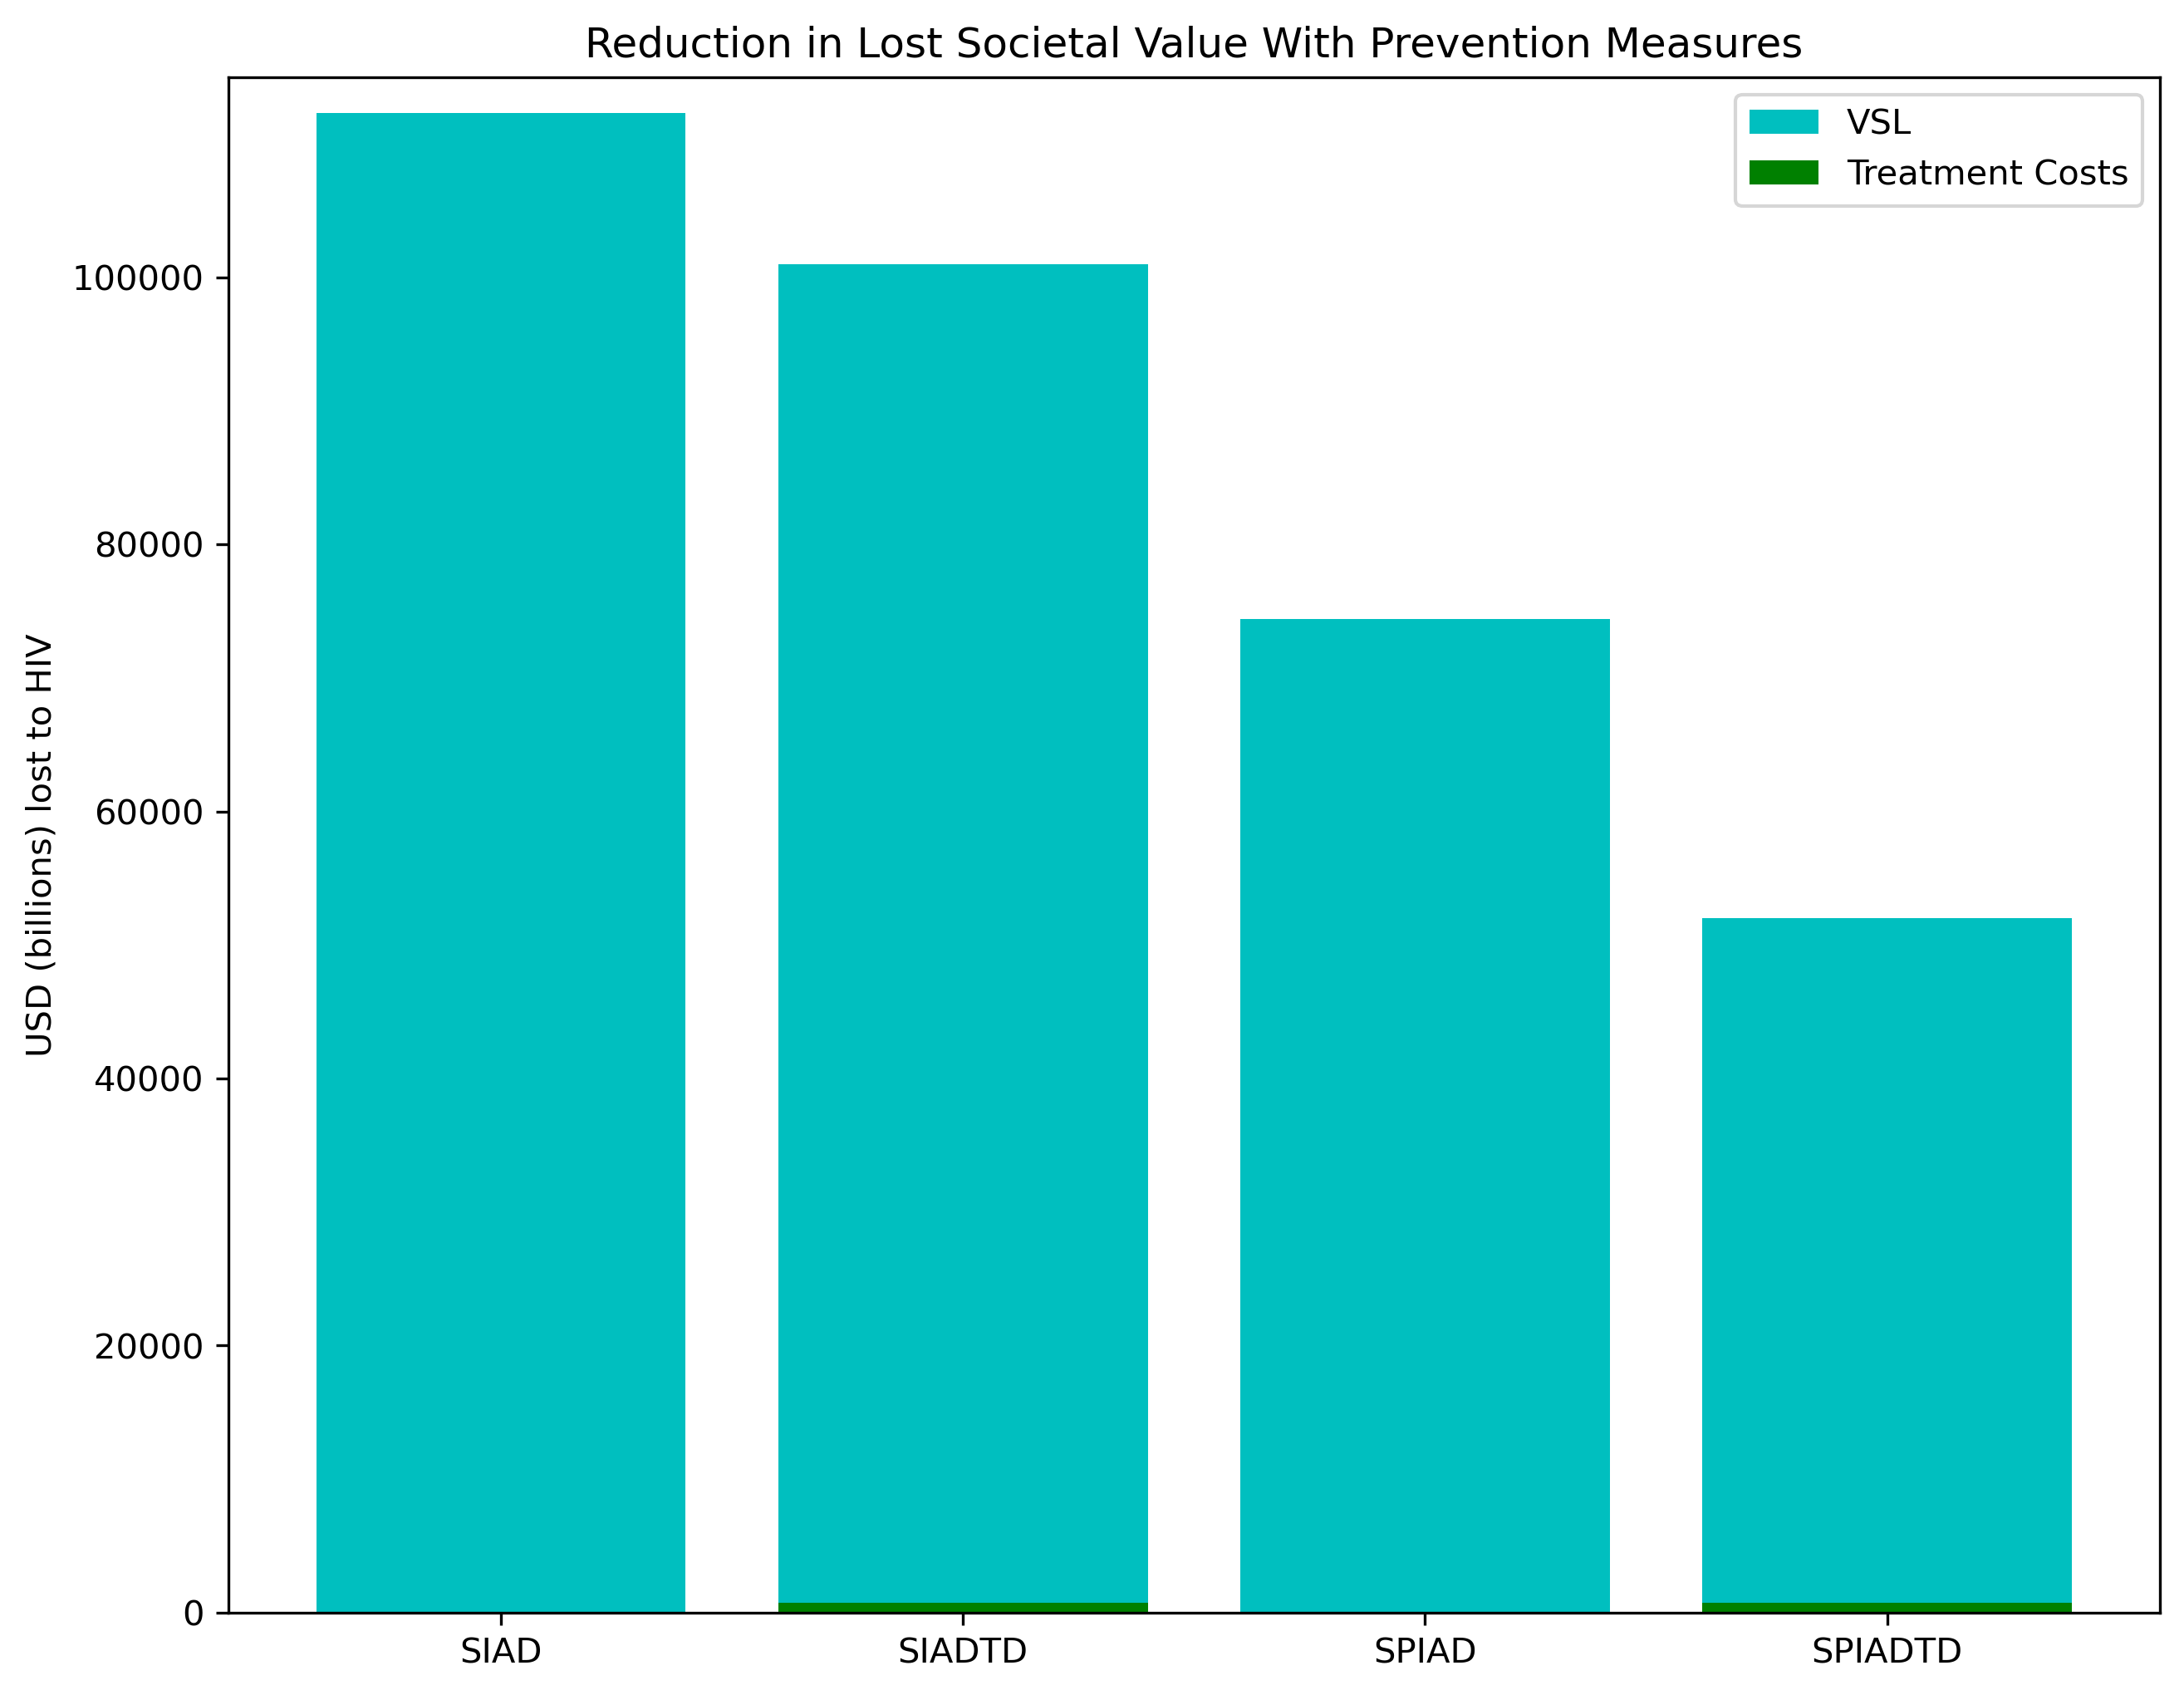 Reduction in Lost Societal Value With Prevention Measures
VSL
Treatment Costs
USD (billions) lost to HIV
100000
80000
60000
40000
20000
0
SIAD
SIADTD
SPIAD
SPIADTD